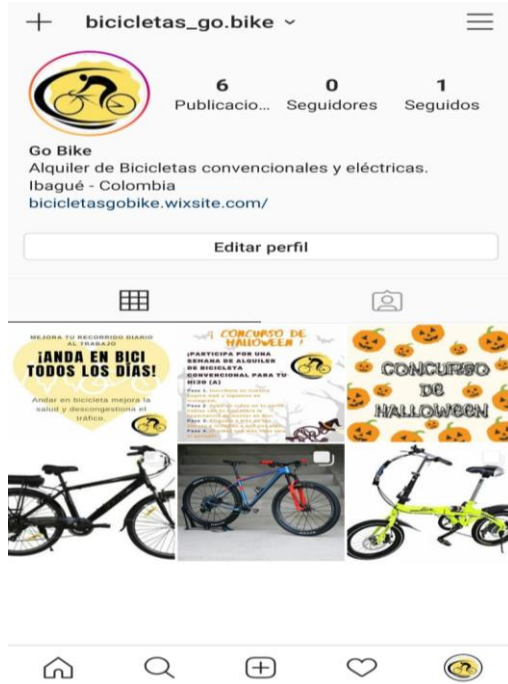 bicicletas_go.bike
6
0
1
Publicacio...
Seguidores
Seguidos
Go Bike
Alquiler de Bicicletas convencionales y eléctricas.
Ibagué - Colombia
bicicletasgobike.wixsite.com/
Editar perfil
MEJORA TU RECORRIDO DIARIO
AL TRABAJO
¡ANDA EN BICI
TODOS LOS DÍAS!
Andar en bicicleta mejora la
salud y descongestiona el
tráfico.
¡ CONCURSO DE
HALLOWEEN !
¡PARTICIPA POR UNA
SEMANA DE ALQUILER
DE BICICLETA
CONVENCIONAL PARA TU
HIJO (A)
CONCURSO
DE
HALLOWEEN